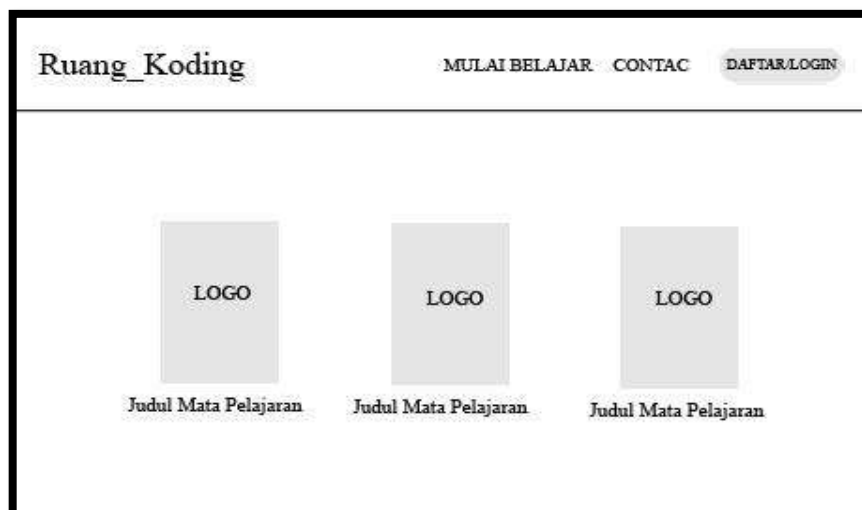 Ruang_Koding MULAI BELAJAR CONTAC DAFTAR/LOGIN
LOGO LOGO LOGO
Judul Mata Pelajaran Judul Mata Pelajaran Judul Mata Pelajaran